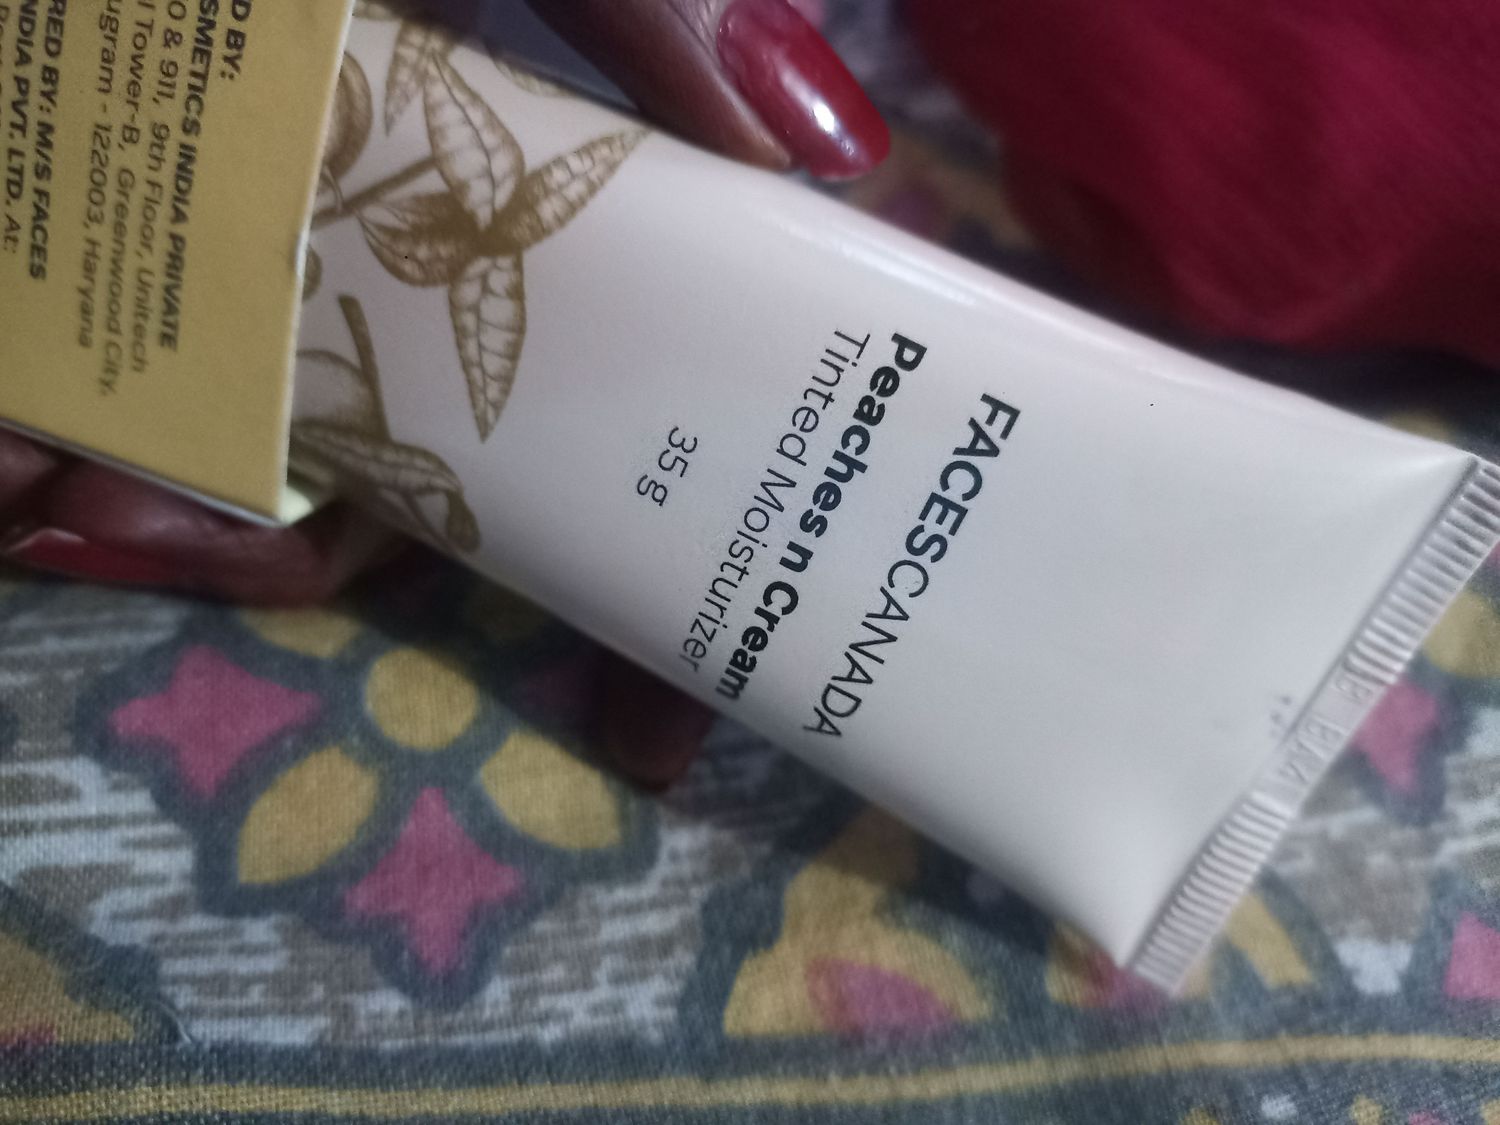 FACESCANADA
Peaches n Cream
Tinted Moisturizer
35 g
D BY:
SMETICS INDIA PRIVATE
0 & 911, 9th Floor, Unitech
Tower-B, Greenwood City,
ugram - 122003, Haryana
RED BY: M/S FACES
NDIA PVT. LTD. At: